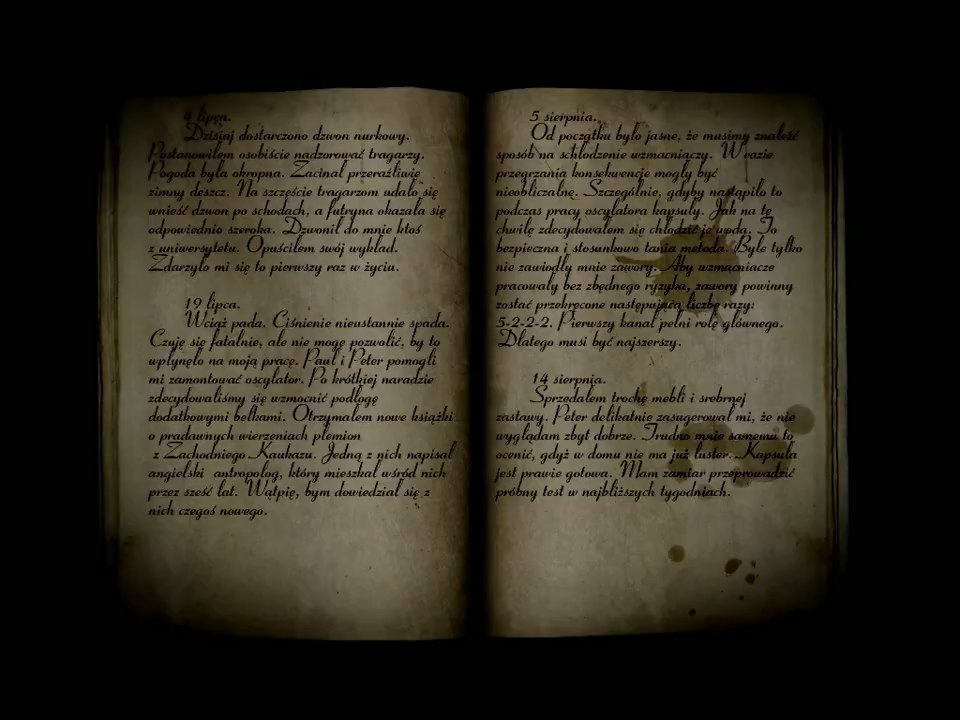 4 lipca.
Dzisiaj dostarczono dzwon nurkowy.
Postanowiłem osobiście nadzorować tragarzy.
Pogoda była okropna. Zacinał przeraźliwie
zimny deszcz. Na szczęście tragarzom udało się
wnieść dzwon po schodach, a futryna okazała się
odpowiednio szeroka. Dzwonił do mnie ktoś
z uniwersytetu. Opuściłem swój wykład.
Zdarzyło mi się to pierwszy raz w życiu.
19 lipca.
Wciąż pada. Ciśnienie nieustannie spada.
Czuję się fatalnie, ale nie mogę pozwolić, by to
wpłynęło na moją pracę. Paul i Peter pomogli
mi zamontować oscylator. Po krótkiej naradzie
zdecydowaliśmy się wzmocnić podłogę
dodatkowymi belkami. Otrzymałem nowe książki
o pradawnych wierzeniach plemion
z Zachodniego Kaukazu. Jedną z nich napisał
angielski antropolog, który mieszkał wśród nich
przez sześć lat. Wątpię, bym dowiedział się z
nich czegoś nowego.
5 sierpnia.
Od początku było jasne, że musimy znaleźć
sposób na schłodzenie wzmacniaczy. W razie
przegrzania konsekwencje mogły być
nieobliczalne. Szczególnie, gdyby nastąpiło to
podczas pracy oscylatora kapsuły. Jak na tę
chwilę zdecydowałem się chłodzić je wodą. To
bezpieczna i stosunkowo tania metoda. Byle tylko
nie zawiodły mnie zawory. Aby wzmacniacze
pracowały bez zbędnego ryzyka, zawory powinny
zostać przekręcone następującą liczbę razy:
5-2-2-2. Pierwszy kanał pełni rolę głównego.
Dlatego musi być najszerszy.
14 sierpnia.
Sprzedałem trochę mebli i srebrnej
zastawy. Peter delikatnie zasugerował mi, że nie
wyglądam zbyt dobrze. Trudno mnie samemu to
ocenić, gdyż w domu nie ma już luster. Kapsuła
jest prawie gotowa. Mam zamiar przeprowadzić
próbny test w najbliższych tygodniach.